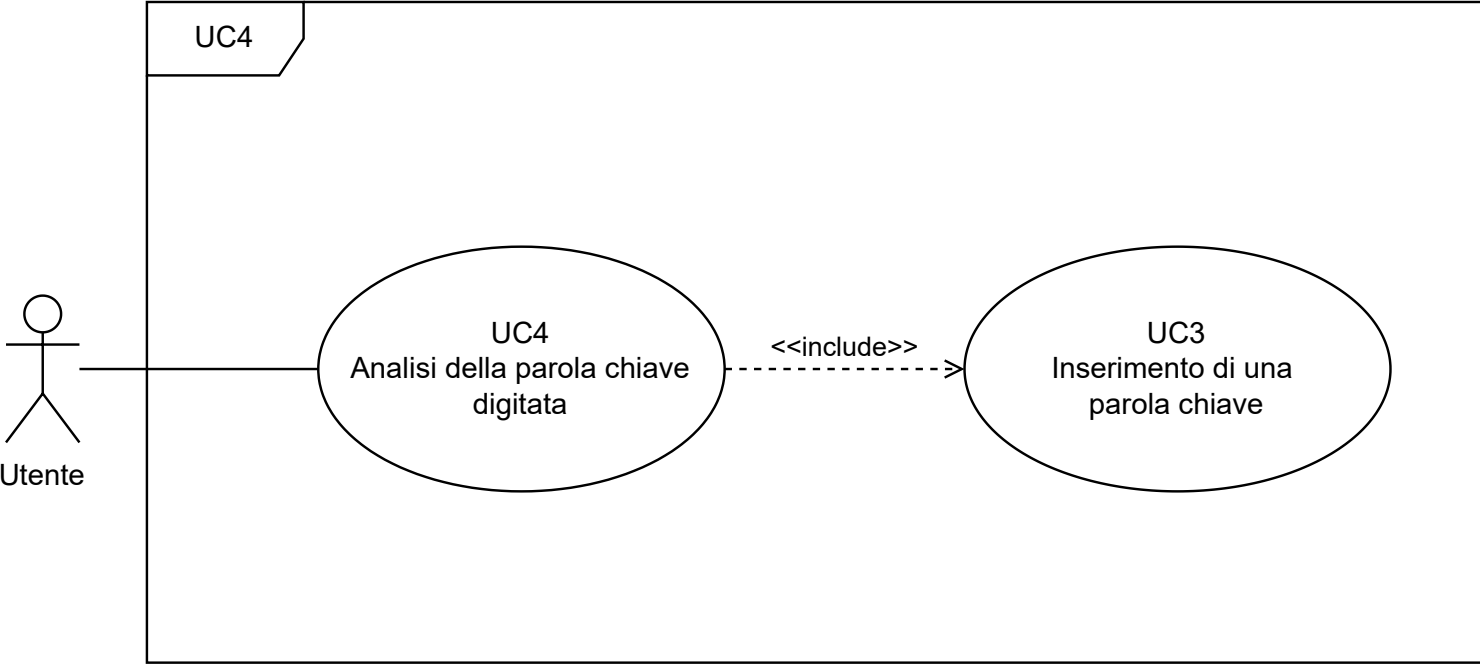 UC4
UC4
Analisi della parola chiave
digitata
<<include>>
UC3
Inserimento di una
parola chiave
Utente